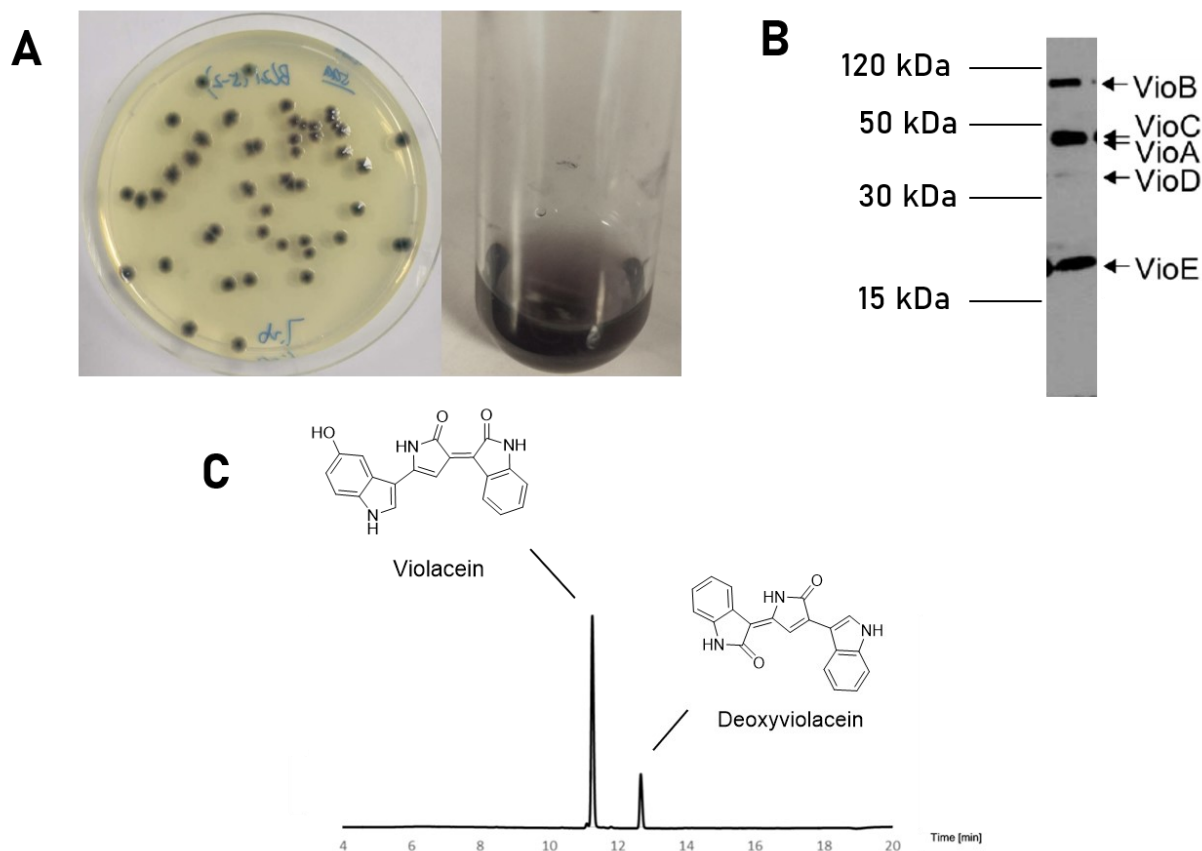 A
B
120 kDa
50 kDa
30 kDa
15 kDa
VioB
VioC
VioA
VioD
VioE
C
HO
HN
O
O
NH
N
H
Violacein
HN
O
NH
HN
O
Deoxyviolacein
4
6
8
10
12
14
16
18
20
Time [min]